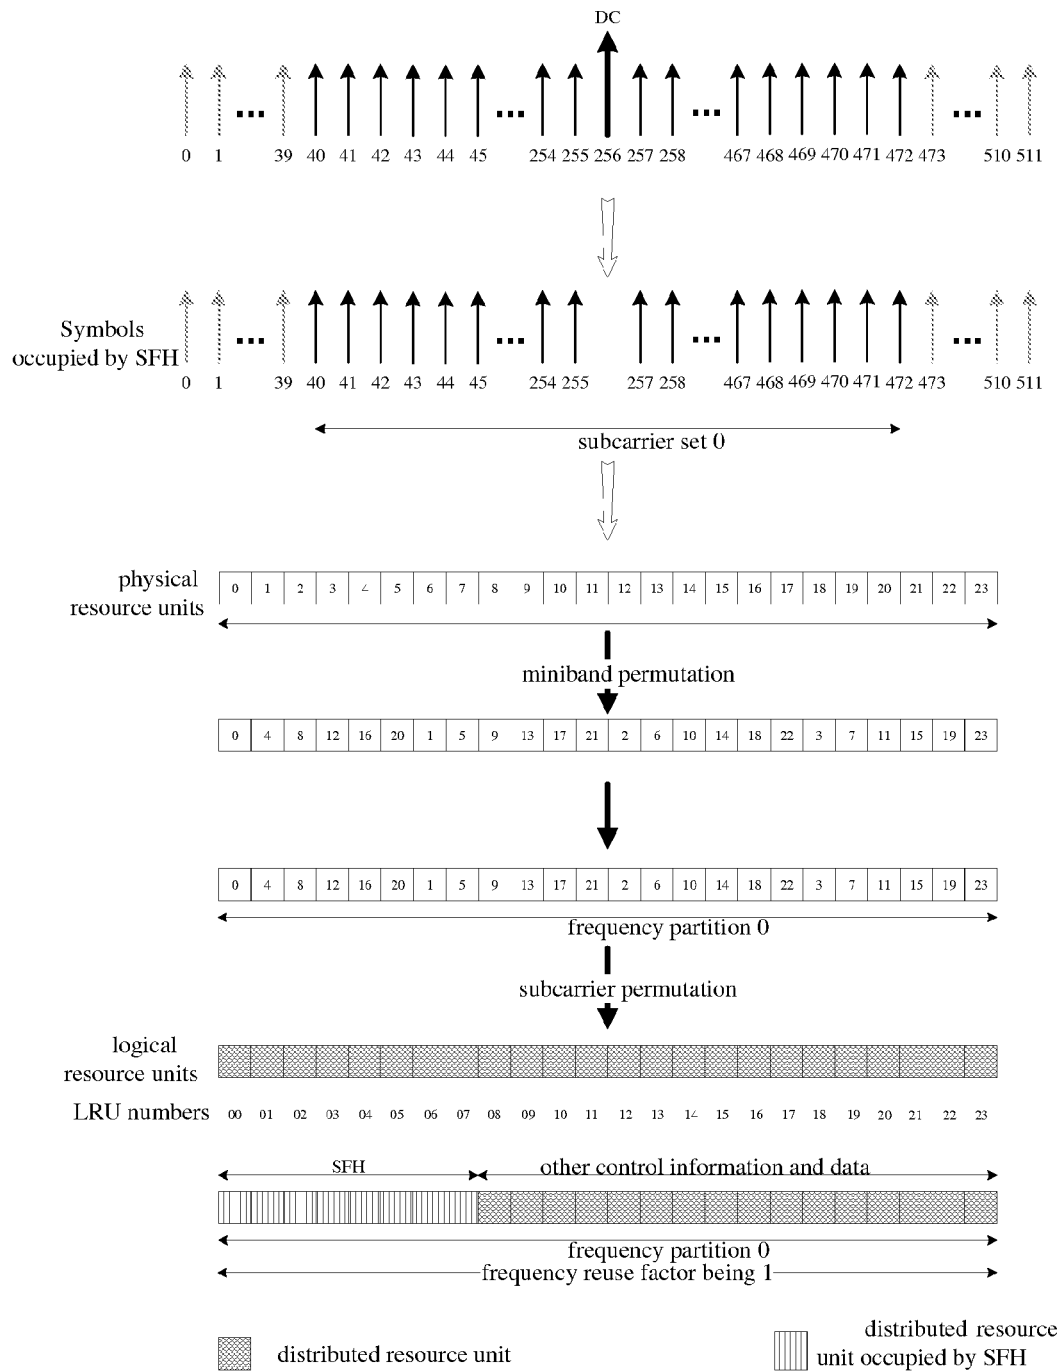 DC
0 1 ... 39 40 41 42 43 44 45 ... 254 255 256 257 258 ... 467 468 469 470 471 472 473 ... 510 511
Symbols
occupied by SFH
0 1 ... 39 40 41 42 43 44 45 ... 254 255 257 258 ... 467 468 469 470 471 472 473 ... 510 511
subcarrier set 0
physical
resource units
0 1 2 3 4 5 6 7 8 9 10 11 12 13 14 15 16 17 18 19 20 21 22 23
miniband permutation
0 4 8 12 16 20 1 5 9 13 17 21 2 6 10 14 18 22 3 7 11 15 19 23
0 4 8 12 16 20 1 5 9 13 17 21 2 6 10 14 18 22 3 7 11 15 19 23
frequency partition 0
subcarrier permutation
logical
resource units
LRU numbers 00 01 02 03 04 05 06 07 08 09 10 11 12 13 14 15 16 17 18 19 20 21 22 23
SFH other control information and data
frequency partition 0
frequency reuse factor being 1
distributed resource unit
distributed resource
unit occupied by SFH